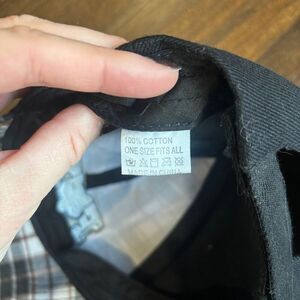 100% COTTON
ONE SIZE FITS ALL
MADE IN CHINA